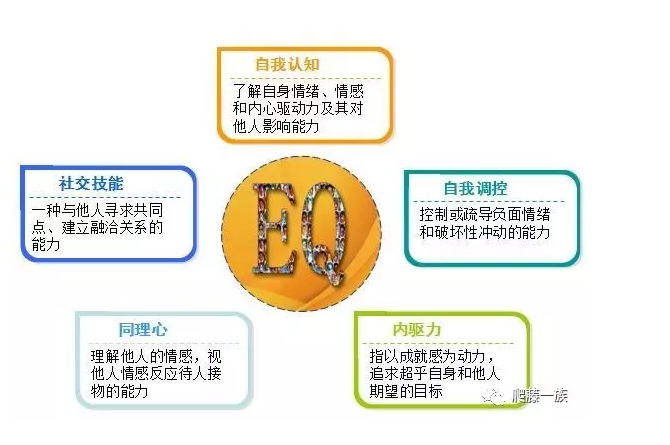 自我认知
了解自身情绪、情感
和内心驱动力及其对
他人影响能力
社交技能
一种与他人寻求共同
点、建立融洽关系的
能力
EQ
自我调控
控制或疏导负面情绪
和破坏性冲动的能力
同理心
理解他人的情感，视
他人情感反应待人接
物的能力
内驱力
指以成就感为动力，
追求超乎自身和他人
期望的目标
爬藤一族